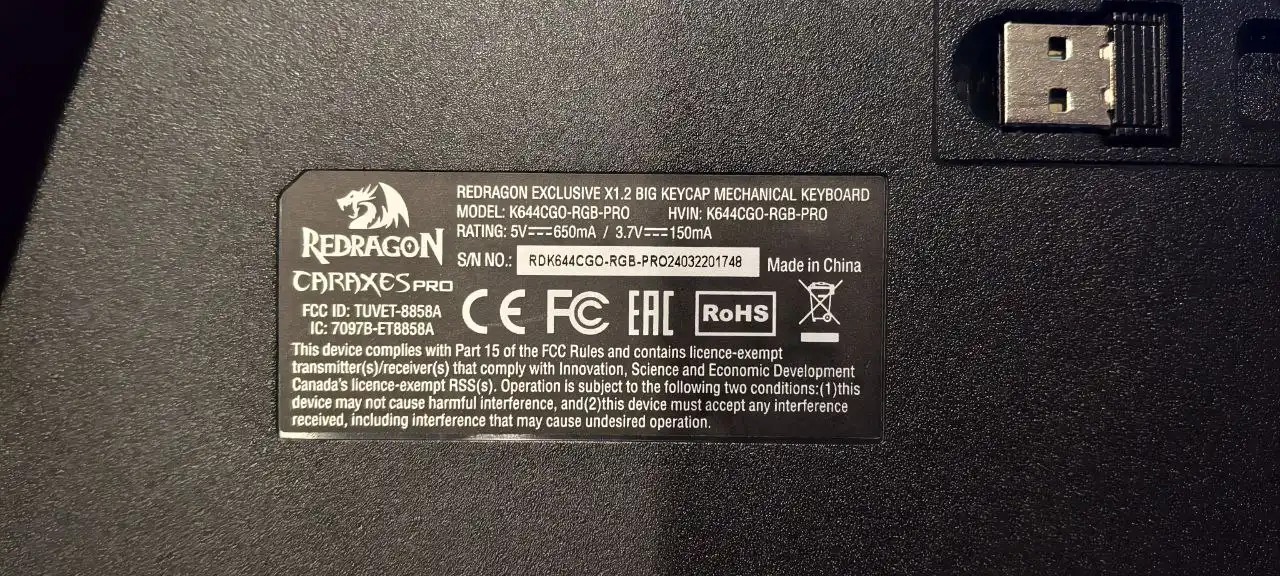 REDRAGON EXCLUSIVE X1.2 BIG KEYCAP MECHANICAL KEYBOARD
MODEL: K644CGO-RGB-PRO HVIN: K644CGO-RGB-PRO
RATING: 5V⎓650mA / 3.7V⎓150mA
REDRAGON
S/N NO.: RDK644CGO-RGB-PRO24032201748 Made in China
CARAXES PRO
FCC ID: TUVET-8858A
IC: 7097B-ET8858A
CE FC EAC RoHS
This device complies with Part 15 of the FCC Rules and contains licence-exempt
transmitter(s)/receiver(s) that comply with Innovation, Science and Economic Development
Canada's licence-exempt RSS(s). Operation is subject to the following two conditions:(1)this
device may not cause harmful interference, and(2)this device must accept any interference
received, including interference that may cause undesired operation.